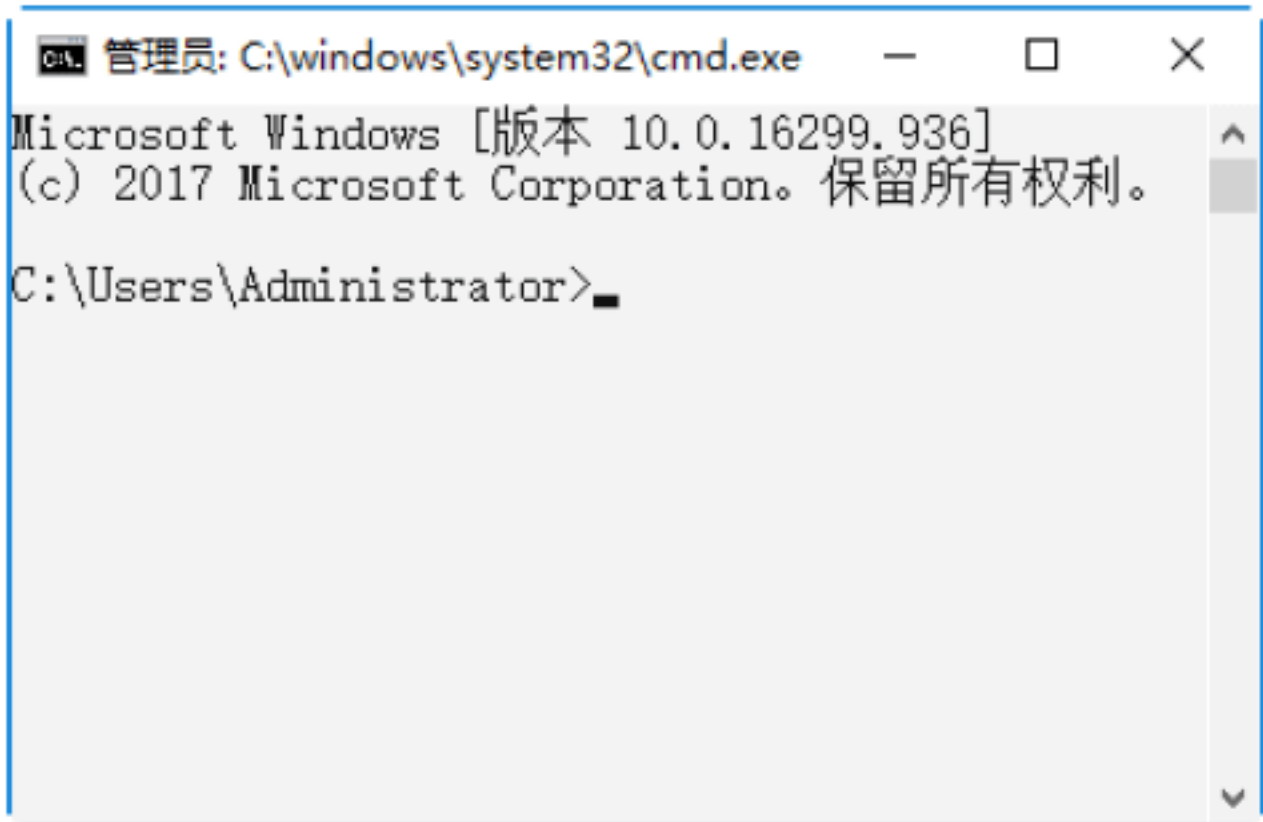 管理员: C:\windows\system32\cmd.exe
Microsoft Windows [版本 10.0.16299.936]
(c) 2017 Microsoft Corporation。保留所有权利。
C:\Users\Administrator>